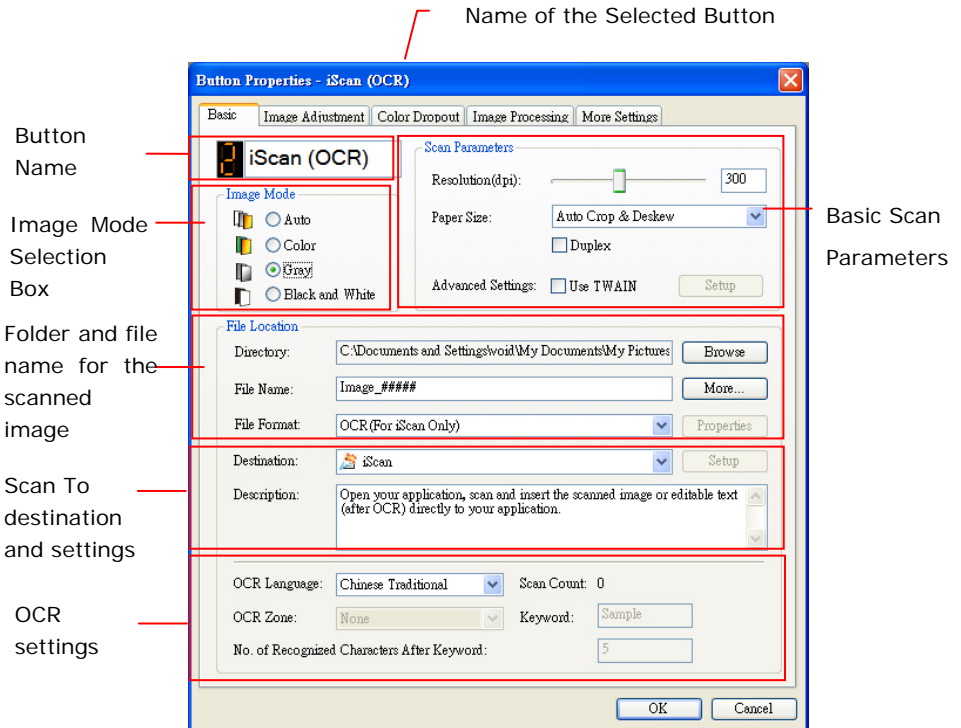 Name of the Selected Button
Button Properties - iScan (OCR)
Basic
Image Adjustment
Color Dropout
Image Processing
More Settings
Button
Name
2
iScan (OCR)
Image Mode
Selection
Box
Image Mode
Auto
Color
Gray
Black and White
Scan Parameters
Resolution(dpi):
300
Paper Size:
Auto Crop & Deskew
Duplex
Advanced Settings:
Use TWAIN
Setup
Basic Scan
Parameters
Folder and file
name for the
scanned
image
File Location
Directory:
C:\Documents and Settings\void\My Documents\My Pictures
Browse
File Name:
Image_#####
More...
File Format:
OCR(For iScan Only)
Properties
Scan To
destination
and settings
Destination:
iScan
Setup
Description:
Open your application, scan and insert the scanned image or editable text
(after OCR) directly to your application.
OCR
settings
OCR Language:
Chinese Traditional
Scan Count:
0
OCR Zone:
None
Keyword:
Sample
No. of Recognized Characters After Keyword:
5
OK
Cancel